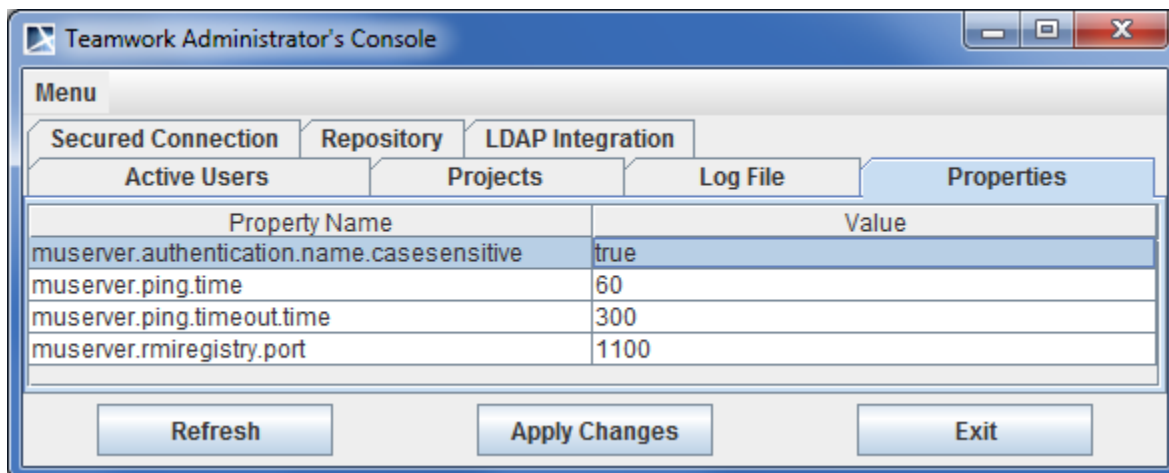 Teamwork Administrator's Console
Menu
Secured Connection Repository LDAP Integration
Active Users Projects Log File Properties
Property Name Value
muserver.authentication.name.casesensitive true
muserver.ping.time 60
muserver.ping.timeout.time 300
muserver.rmiregistry.port 1100
Refresh Apply Changes Exit